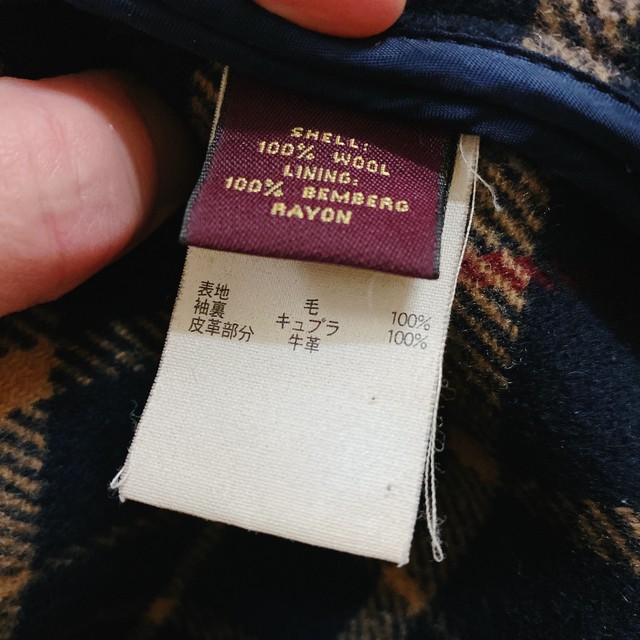 SHELL:
100% WOOL
LINING:
100% BEMBERG
RAYON
表地 毛 100%
袖裏 キュプラ 100%
皮革部分 牛革